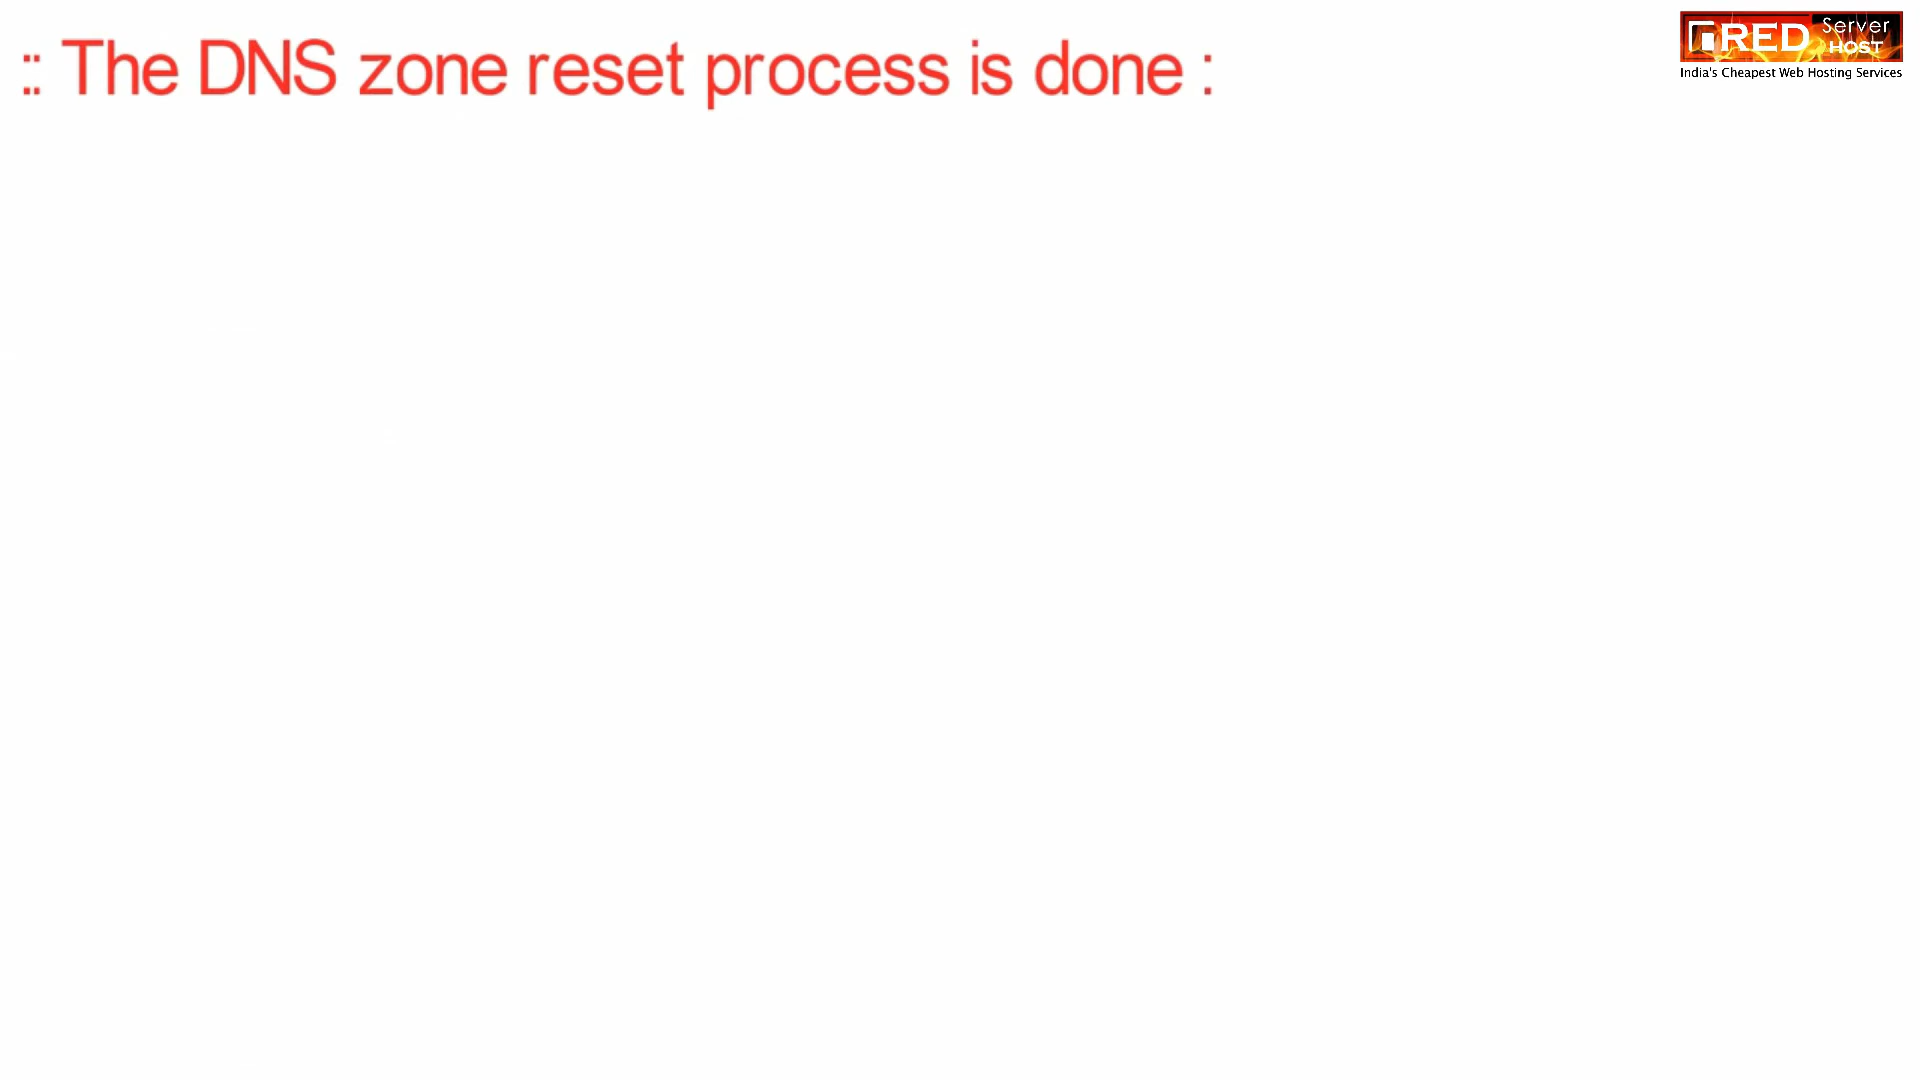 :: The DNS zone reset process is done :
RED Server HOST
India's Cheapest Web Hosting Services